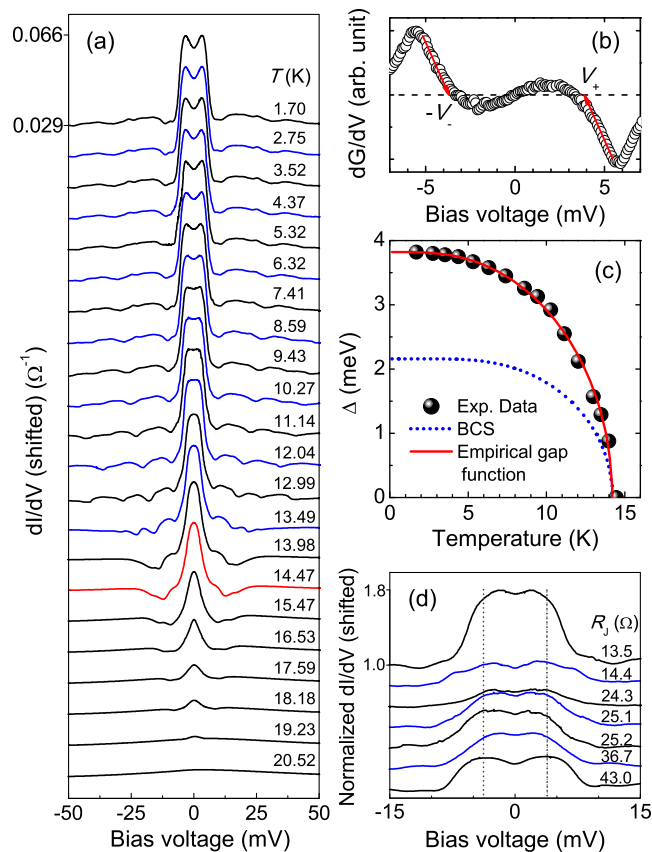 (a)
0.066
0.029
T (K)
1.70
2.75
3.52
4.37
5.32
6.32
7.41
8.59
9.43
10.27
11.14
12.04
12.99
13.49
13.98
14.47
15.47
16.53
17.59
18.18
19.23
20.52
dI/dV (shifted) (Ω⁻¹)
-50 -25 0 25 50
Bias voltage (mV)
(b)
dG/dV (arb. unit)
-V₋
V₊
-5 0 5
Bias voltage (mV)
(c)
4
2
0
Δ (meV)
Exp. Data
BCS
Empirical gap
function
0 5 10 15
Temperature (K)
(d)
1.8
1.0
Normalized dI/dV (shifted)
R_J (Ω)
13.5
14.4
24.3
25.1
25.2
36.7
43.0
-15 0 15
Bias voltage (mV)